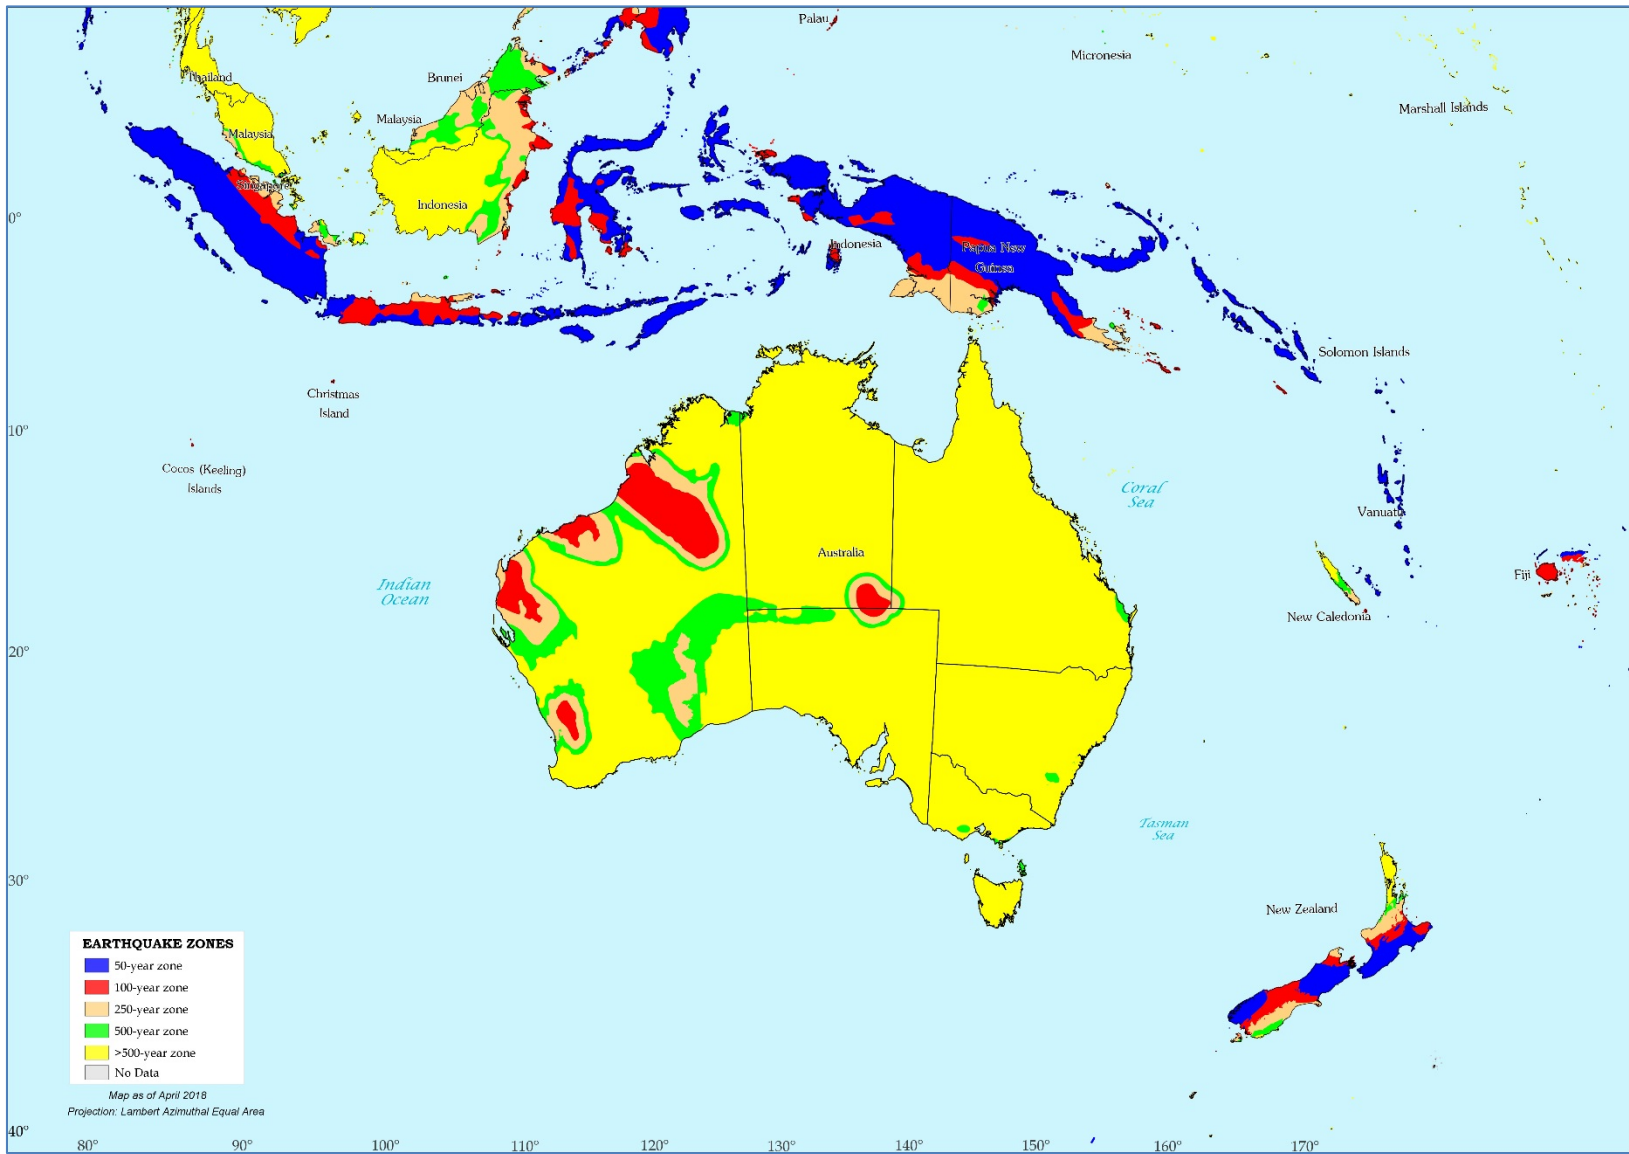 Palau
Micronesia
Thailand
Brunei
Marshall Islands
Malaysia
Malaysia
Singapore
Indonesia
0°
Indonesia
Papua New
Guinea
Solomon Islands
Christmas
Island
10°
Cocos (Keeling)
Islands
Coral
Sea
Vanuatu
Australia
Indian
Ocean
Fiji
New Caledonia
20°
Tasman
Sea
30°
New Zealand
EARTHQUAKE ZONES
50-year zone
100-year zone
250-year zone
500-year zone
>500-year zone
No Data
Map as of April 2018
Projection: Lambert Azimuthal Equal Area
40°
80°
90°
100°
110°
120°
130°
140°
150°
160°
170°